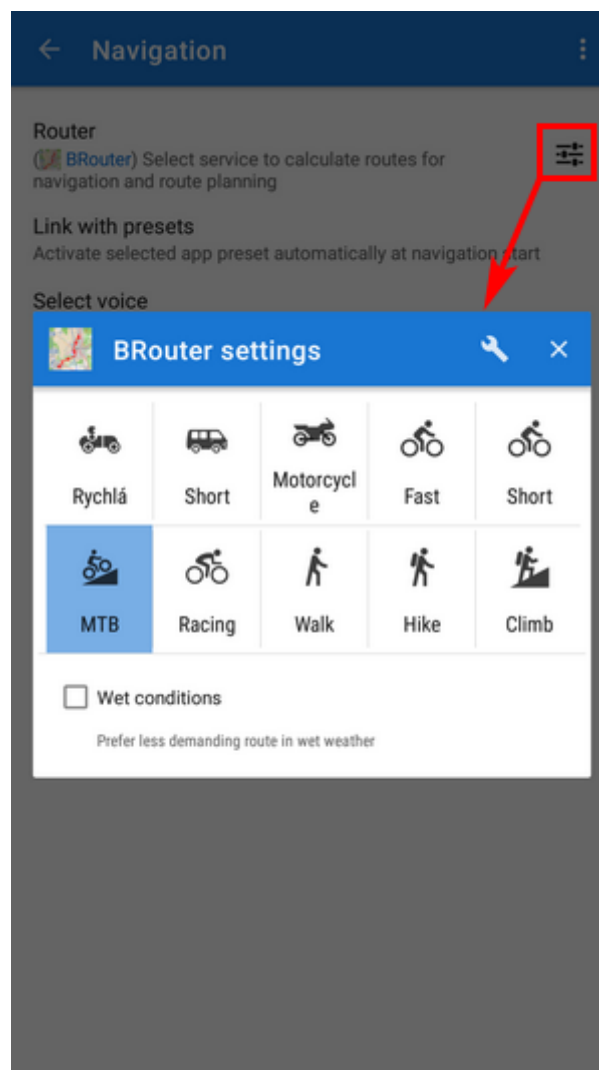 Navigation
Router
(BRouter) Select service to calculate routes for
navigation and route planning
Link with presets
Activate selected app preset automatically at navigation start
Select voice
BRouter settings
Rychlá
Short
Motorcycl
e
Fast
Short
MTB
Racing
Walk
Hike
Climb
Wet conditions
Prefer less demanding route in wet weather